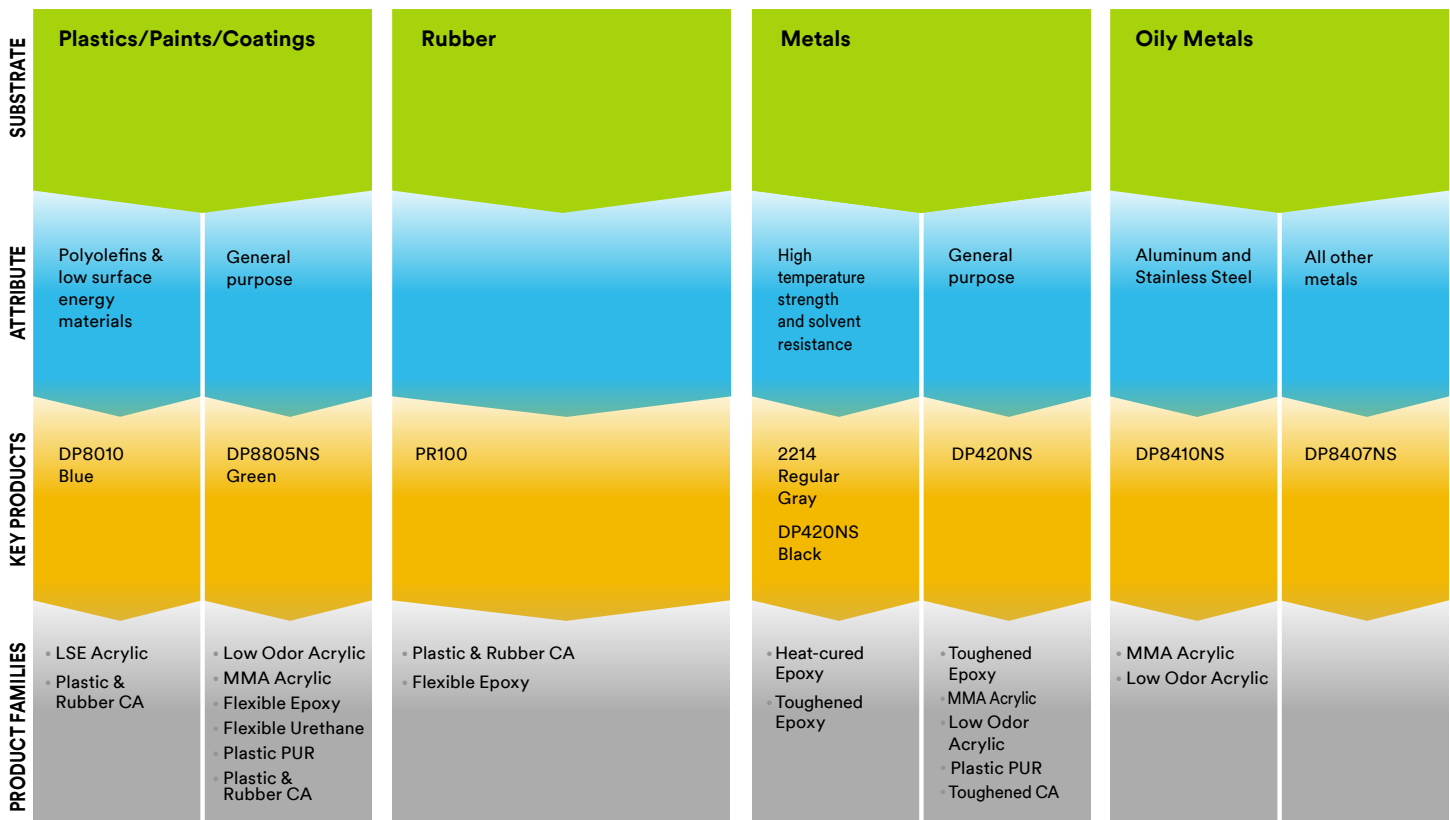 SUBSTRATE
Plastics/Paints/Coatings
Rubber
Metals
Oily Metals
ATTRIBUTE
Polyolefins &
low surface
energy
materials
General
purpose
High
temperature
strength
and solvent
resistance
General
purpose
Aluminum and
Stainless Steel
All other
metals
KEY PRODUCTS
DP8010
Blue
DP8805NS
Green
PR100
2214
Regular
Gray
DP420NS
Black
DP420NS
DP8410NS
DP8407NS
PRODUCT FAMILIES
• LSE Acrylic
• Plastic &
Rubber CA
• Low Odor Acrylic
• MMA Acrylic
• Flexible Epoxy
• Flexible Urethane
• Plastic PUR
• Plastic &
Rubber CA
• Plastic & Rubber CA
• Flexible Epoxy
• Heat-cured
Epoxy
• Toughened
Epoxy
• Toughened
Epoxy
• MMA Acrylic
• Low Odor
Acrylic
• Plastic PUR
• Toughened CA
• MMA Acrylic
• Low Odor Acrylic